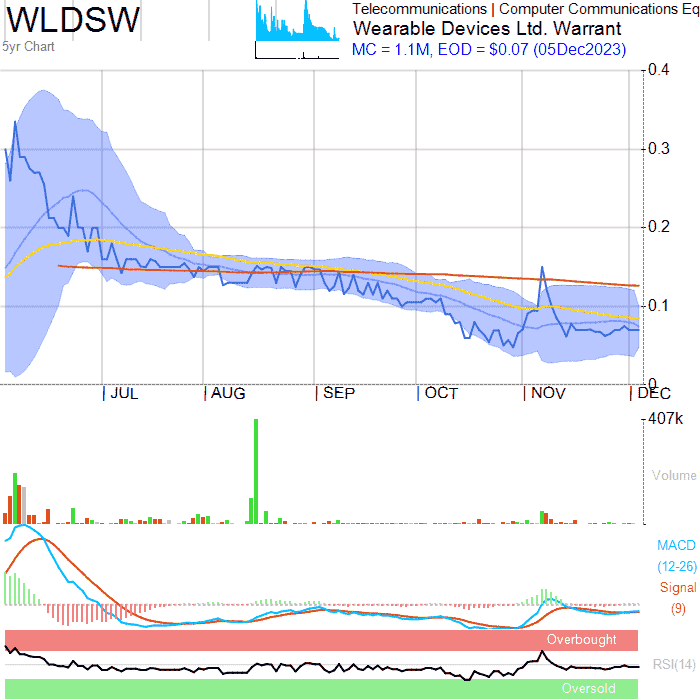 WLDSW
5yr Chart
Telecommunications | Computer Communications Eq
Wearable Devices Ltd. Warrant
MC = 1.1M, EOD = $0.07 (05Dec2023)
0.4
0.3
0.2
0.1
0
JUL AUG SEP OCT NOV DEC
407k
Volume
MACD
(12-26)
Signal
(9)
Overbought
RSI(14)
Oversold